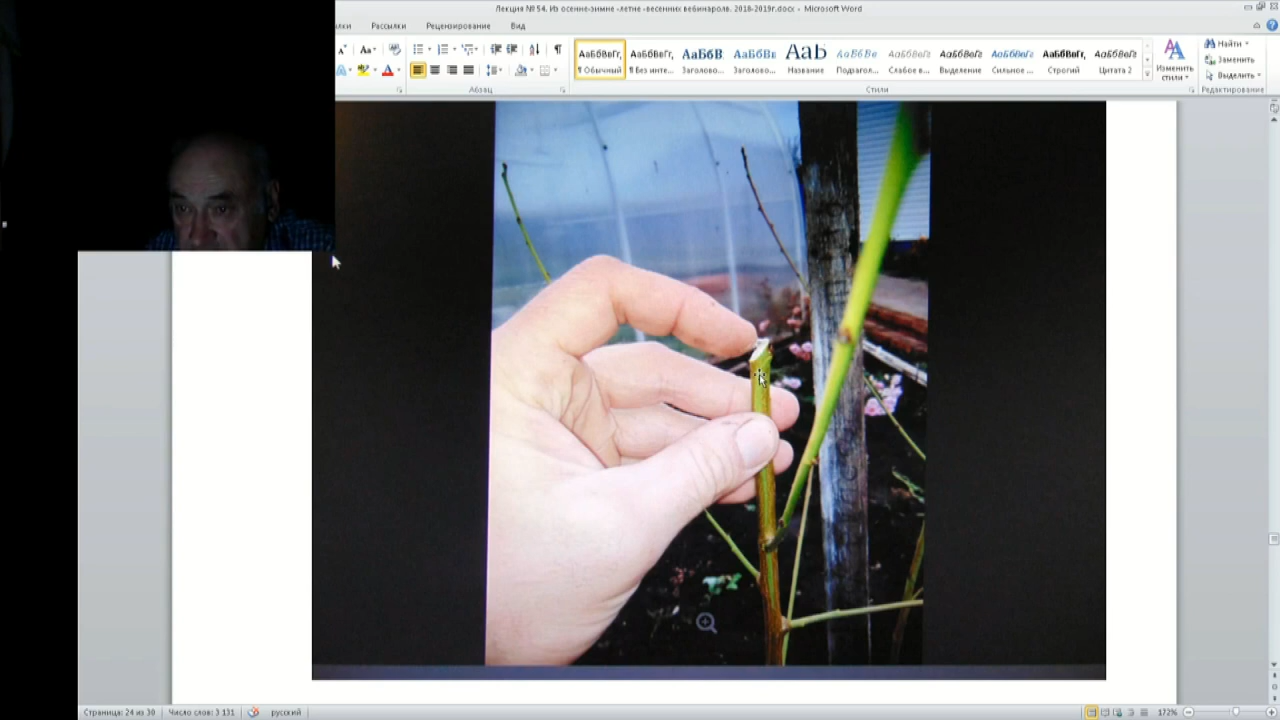 Лекция № 54. Из осенне-зимне -летне -весенних вебинаров. 2018-2019г.docx - Microsoft Word
Рассылки Рецензирование Вид
Найти
Заменить
Выделить
АаБбВвГг, АаБбВвГг, АаБбВ АаБбВв АаБ АаБбВв АаБбВвГг АаБбВвГг АаБбВвГг АаБбВвГг, АаБбВвГг
¶ Обычный ¶ Без инте... Заголово... Заголово... Название Подзагол... Слабое в... Выделение Сильное ... Строгий Цитата 2
Изменить
стили
Абзац Стили Редактирование
Страница: 24 из 30 Число слов: 3 131 русский 172%